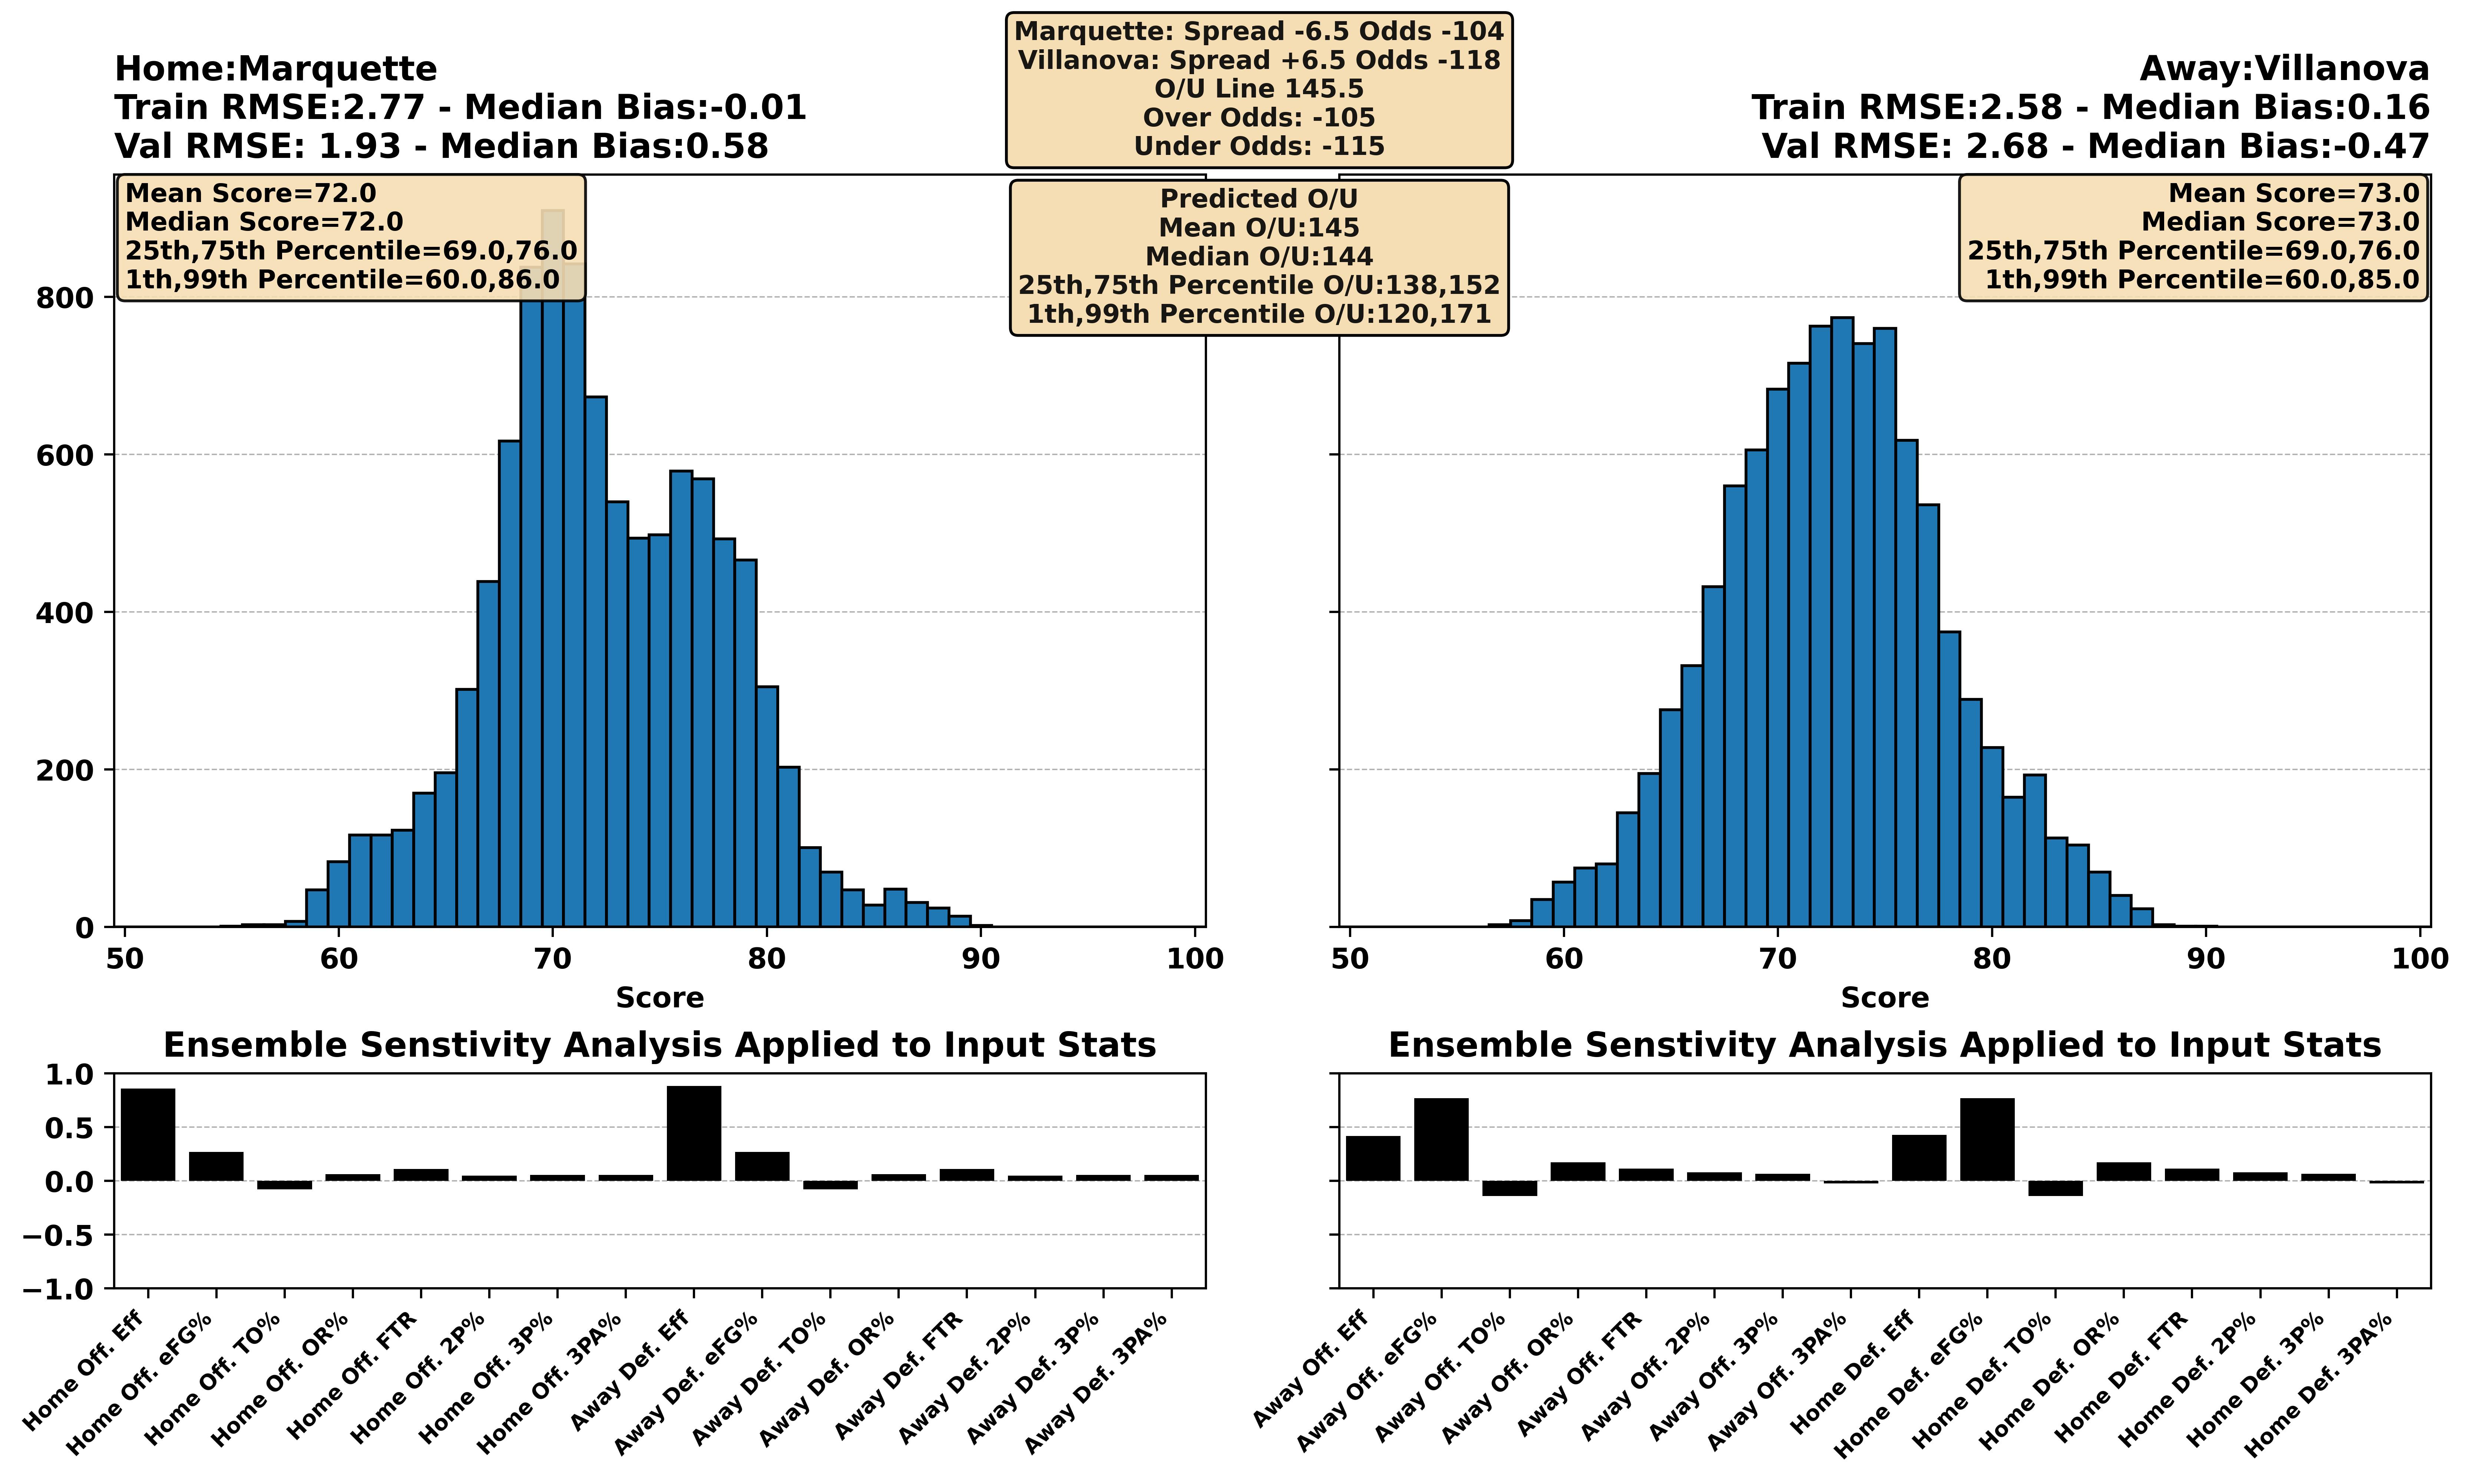 Marquette: Spread -6.5 Odds -104
Villanova: Spread +6.5 Odds -118
O/U Line 145.5
Over Odds: -105
Under Odds: -115
Home:Marquette
Train RMSE:2.77 - Median Bias:-0.01
Val RMSE: 1.93 - Median Bias:0.58
Away:Villanova
Train RMSE:2.58 - Median Bias:0.16
Val RMSE: 2.68 - Median Bias:-0.47
Mean Score=72.0
Median Score=72.0
25th,75th Percentile=69.0,76.0
1th,99th Percentile=60.0,86.0
Predicted O/U
Mean O/U:145
Median O/U:144
25th,75th Percentile O/U:138,152
1th,99th Percentile O/U:120,171
Mean Score=73.0
Median Score=73.0
25th,75th Percentile=69.0,76.0
1th,99th Percentile=60.0,85.0
800
600
400
200
0
50 60 70 80 90 100
Score
50 60 70 80 90 100
Score
Ensemble Senstivity Analysis Applied to Input Stats
1.0
0.5
0.0
−0.5
−1.0
Home Off. Eff
Home Off. eFG%
Home Off. TO%
Home Off. OR%
Home Off. FTR
Home Off. 2P%
Home Off. 3P%
Home Off. 3PA%
Away Def. Eff
Away Def. eFG%
Away Def. TO%
Away Def. OR%
Away Def. FTR
Away Def. 2P%
Away Def. 3P%
Away Def. 3PA%
Ensemble Senstivity Analysis Applied to Input Stats
Away Off. Eff
Away Off. eFG%
Away Off. TO%
Away Off. OR%
Away Off. FTR
Away Off. 2P%
Away Off. 3P%
Away Off. 3PA%
Home Def. Eff
Home Def. eFG%
Home Def. TO%
Home Def. OR%
Home Def. FTR
Home Def. 2P%
Home Def. 3P%
Home Def. 3PA%